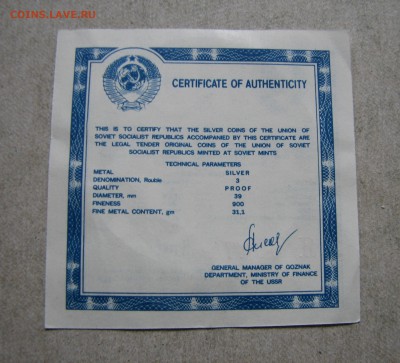 COINS.LAVE.RU
CERTIFICATE OF AUTHENTICITY
THIS IS TO CERTIFY THAT THE SILVER COINS OF THE UNION OF
SOVIET SOCIALIST REPUBLICS ACCOMPANIED BY THIS CERTIFICATE ARE
THE LEGAL TENDER ORIGINAL COINS OF THE UNION OF SOVIET
SOCIALIST REPUBLICS MINTED AT SOVIET MINTS
TECHNICAL PARAMETERS
METAL SILVER
DENOMINATION, Rouble 3
QUALITY PROOF
DIAMETER, mm 39
FINENESS 900
FINE METAL CONTENT, gm 31,1
GENERAL MANAGER OF GOZNAK
DEPARTMENT, MINISTRY OF FINANCE
OF THE USSR